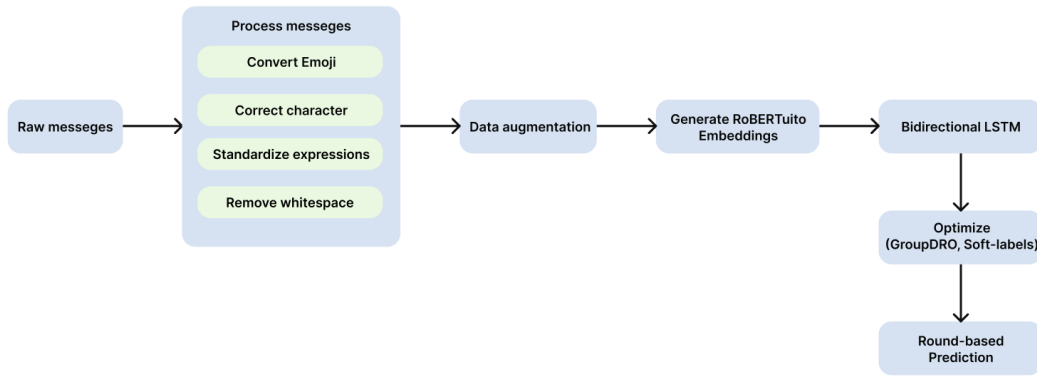 Raw messeges
Process messeges
Convert Emoji
Correct character
Standardize expressions
Remove whitespace
Data augmentation
Generate RoBERTuito
Embeddings
Bidirectional LSTM
Optimize
(GroupDRO, Soft-labels)
Round-based
Prediction